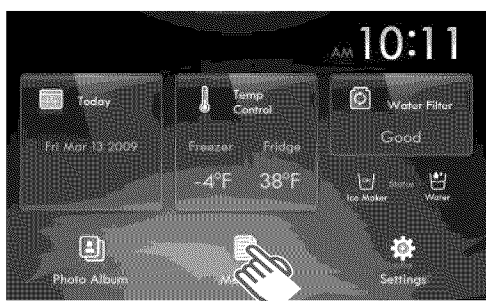 AM 10:11
Today
Temp
Control
Water Filter
Good
Fri Mar 13 2009
Freezer Fridge
-4°F 38°F
Status
Ice Maker Water
Photo Album
Settings